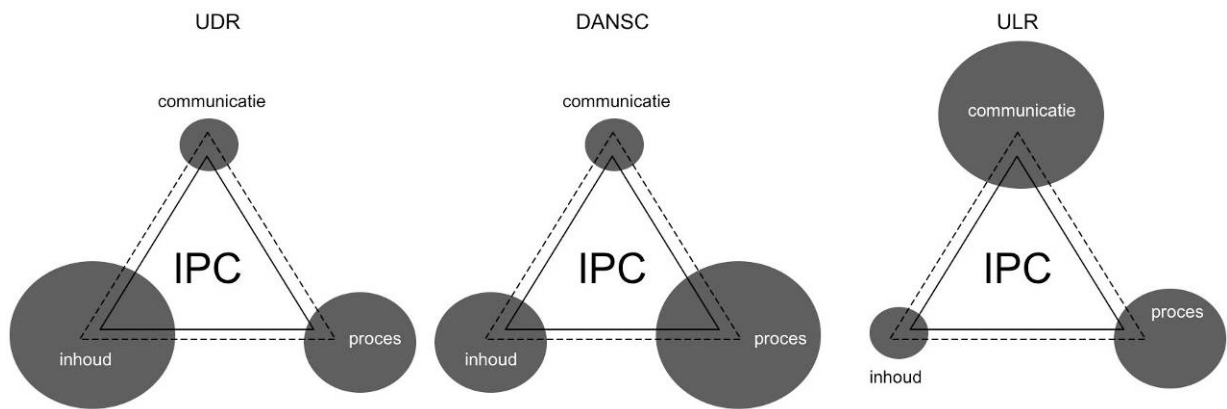 UDR
communicatie
IPC
inhoud
proces
DANSC
communicatie
IPC
inhoud
proces
ULR
communicatie
IPC
proces
inhoud